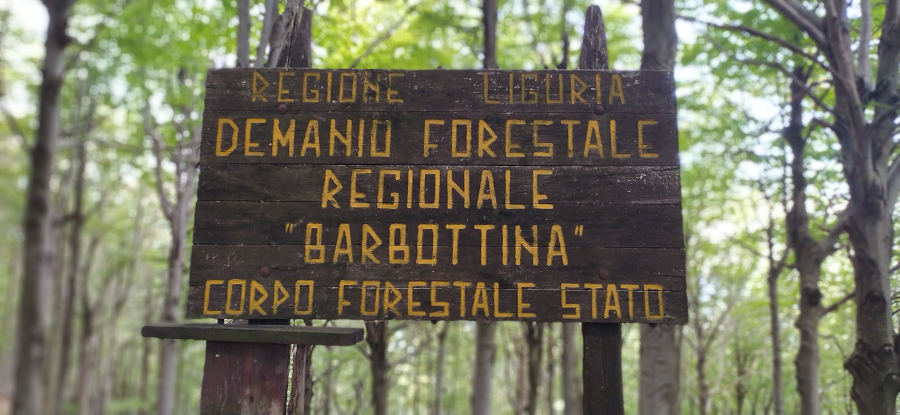 REGIONE LIGURIA
DEMANIO FORESTALE
REGIONALE
"BARBOTTINA"
CORPO FORESTALE STATO